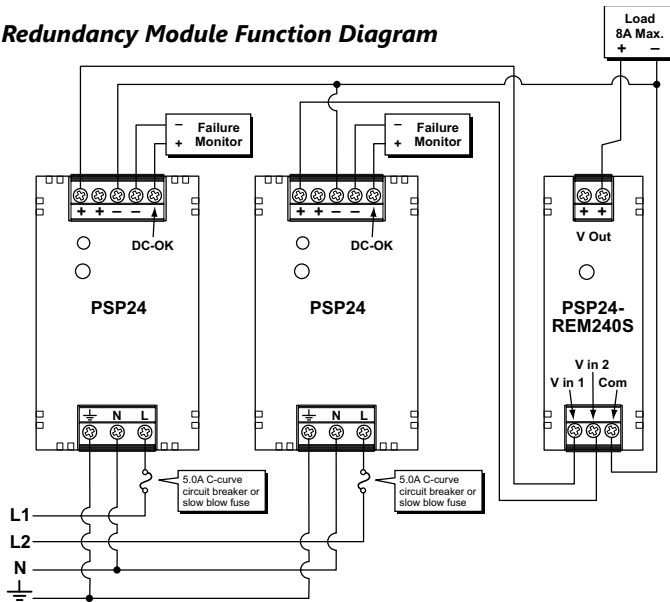 Redundancy Module Function Diagram
Load
8A Max.
+ –
– Failure
+ Monitor
– Failure
+ Monitor
+ + – –
DC-OK
+ + – –
DC-OK
+ +
V Out
PSP24
PSP24
PSP24-
REM240S
V in 2
V in 1 Com
N L
N L
5.0A C-curve
circuit breaker or
slow blow fuse
5.0A C-curve
circuit breaker or
slow blow fuse
L1
L2
N